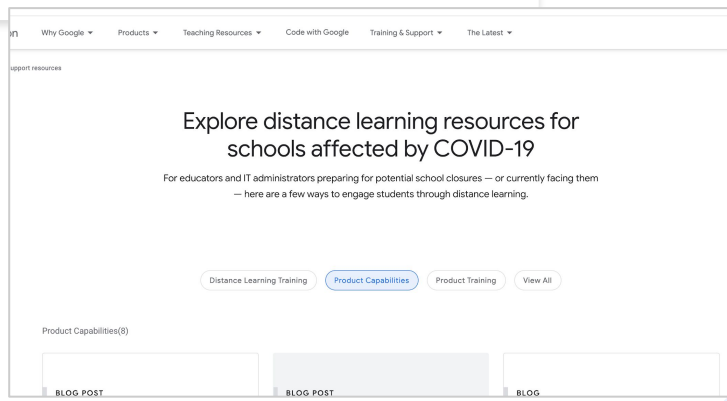 Why Google Products Teaching Resources Code with Google Training & Support The Latest
Explore distance learning resources for
schools affected by COVID-19
For educators and IT administrators preparing for potential school closures — or currently facing them
— here are a few ways to engage students through distance learning.
Distance Learning Training Product Capabilities Product Training View All
Product Capabilities(8)
BLOG POST BLOG POST BLOG